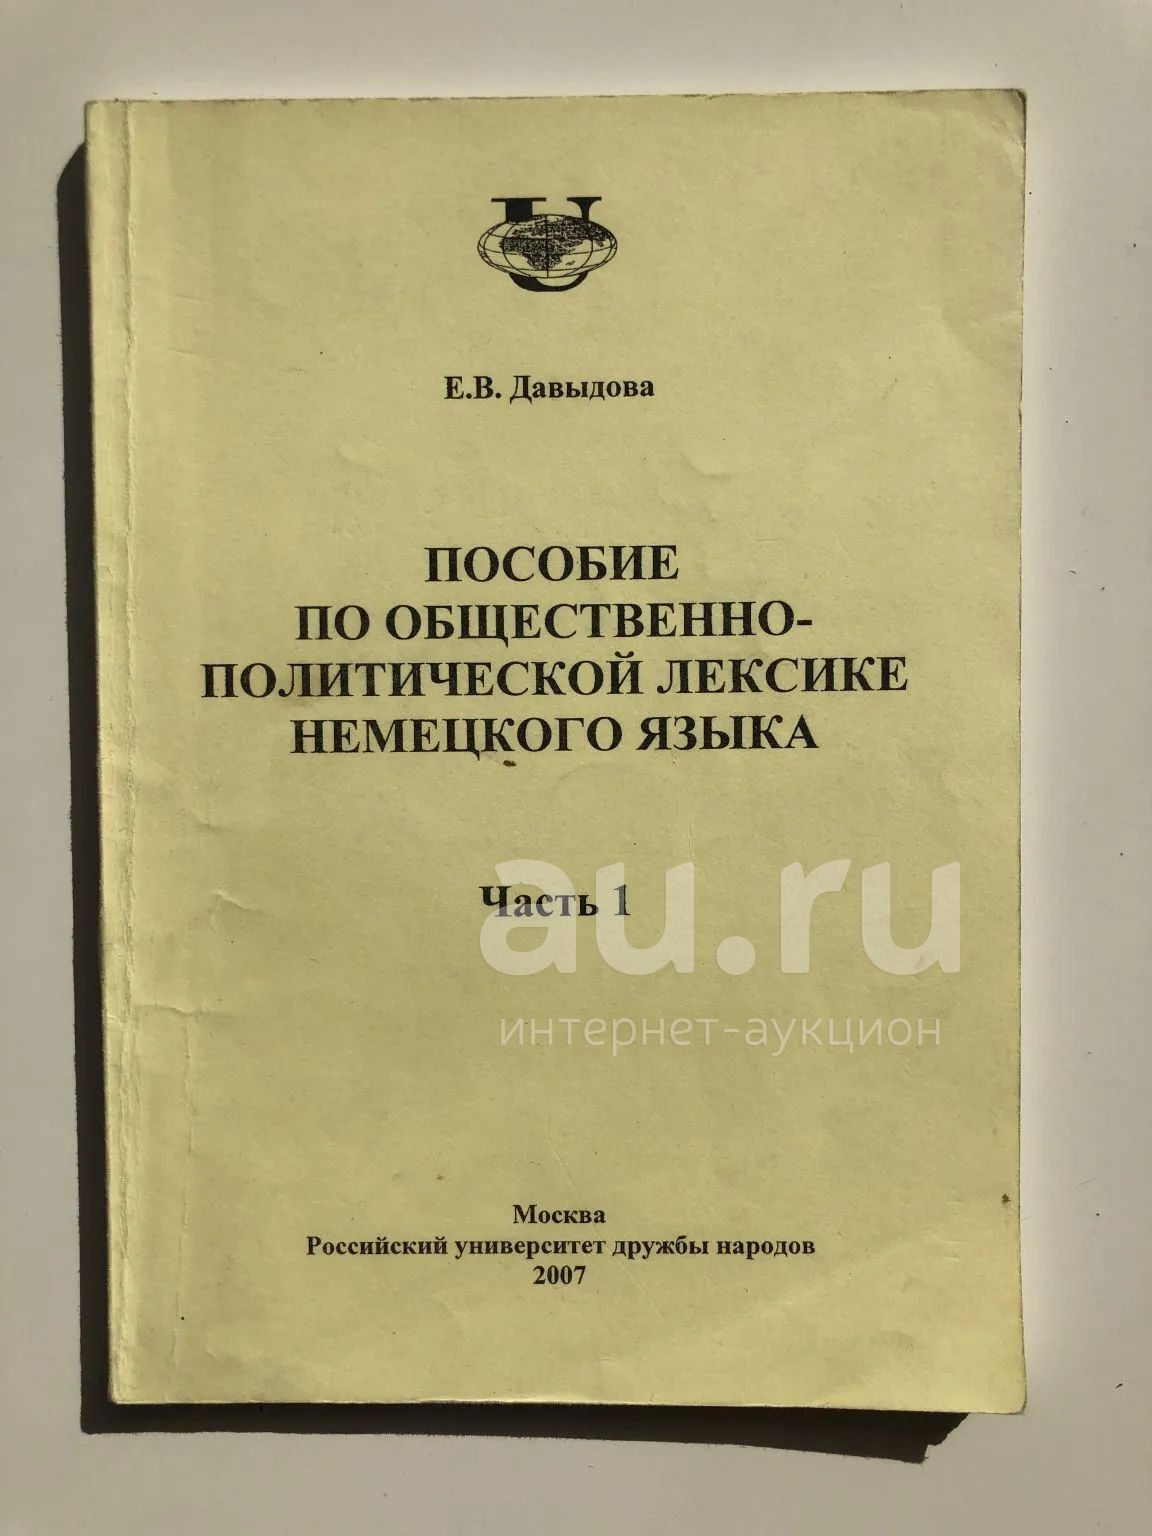 U
Е.В. Давыдова
ПОСОБИЕ
ПО ОБЩЕСТВЕННО-
ПОЛИТИЧЕСКОЙ ЛЕКСИКЕ
НЕМЕЦКОГО ЯЗЫКА
Часть 1
au.ru
интернет-аукцион
Москва
Российский университет дружбы народов
2007